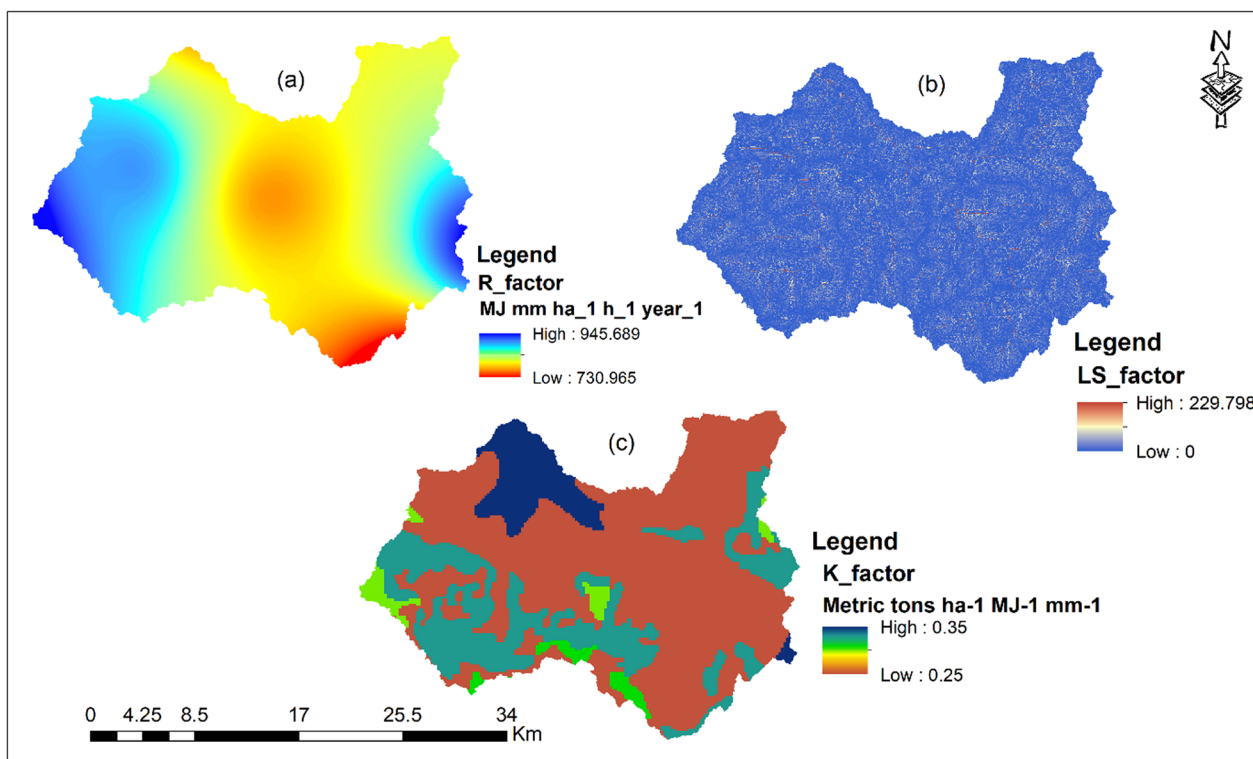 (a)
Legend
R_factor
MJ mm ha_1 h_1 year_1
High : 945.689
Low : 730.965
(b)
N
Legend
LS_factor
High : 229.798
Low : 0
(c)
Legend
K_factor
Metric tons ha-1 MJ-1 mm-1
High : 0.35
Low : 0.25
0 4.25 8.5 17 25.5 34
Km